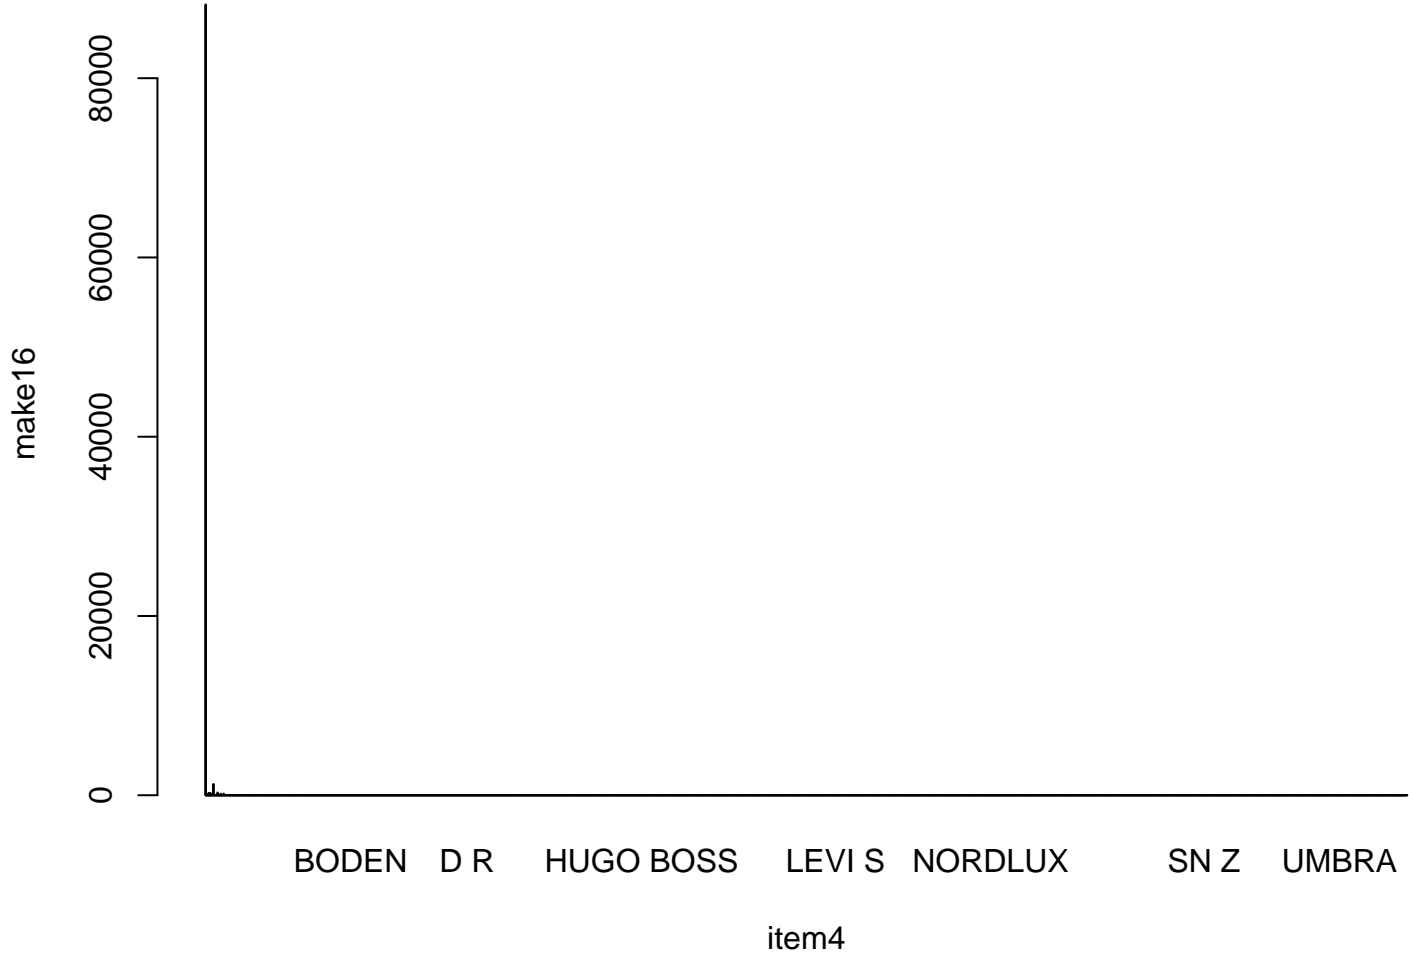 80000
60000
make16
40000
20000
0
BODEN D R HUGO BOSS LEVI S NORDLUX SN Z UMBRA
item4